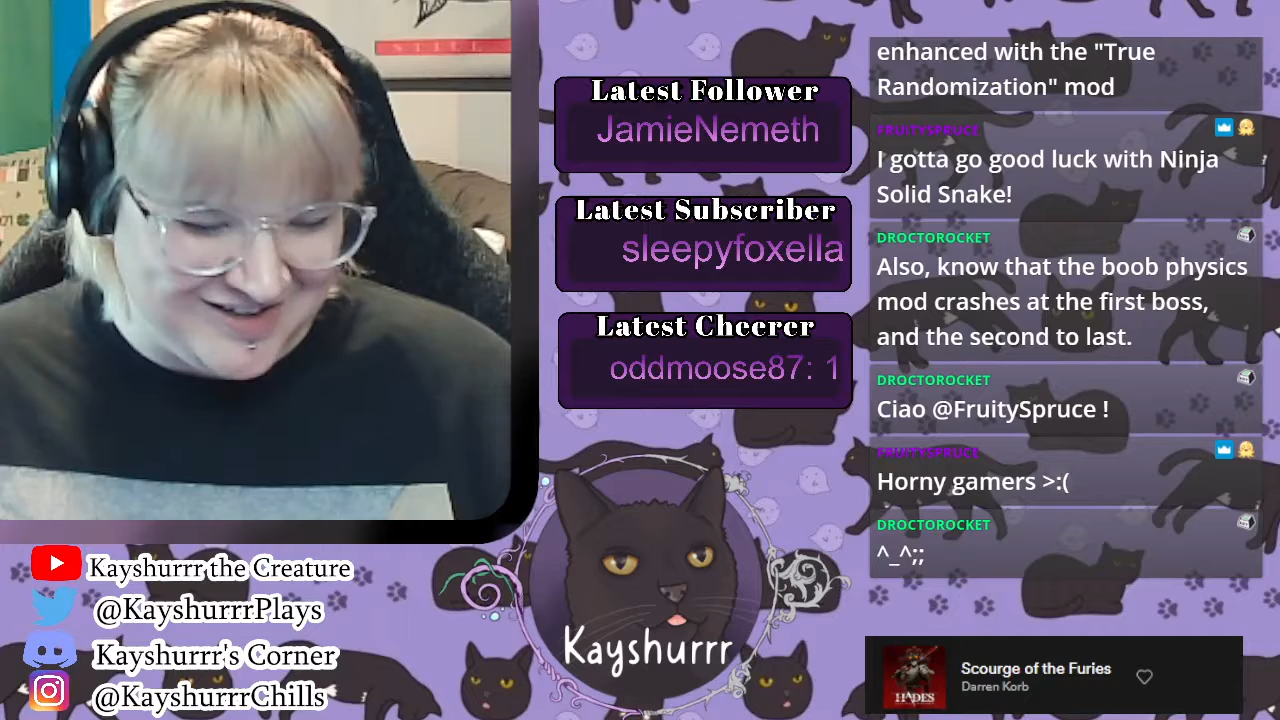 STILL
Latest Follower
JamieNemeth
Latest Subscriber
sleepyfoxella
Latest Cheerer
oddmoose87: 1
enhanced with the "True
Randomization" mod
FRUITYSPRUCE
I gotta go good luck with Ninja
Solid Snake!
DROCTOROCKET
Also, know that the boob physics
mod crashes at the first boss,
and the second to last.
DROCTOROCKET
Ciao @FruitySpruce !
FRUITYSPRUCE
Horny gamers >:(
DROCTOROCKET
^_^;;
Kayshurrr the Creature
@KayshurrrPlays
Kayshurrr's Corner
@KayshurrrChills
Kayshurrr
HADES
Scourge of the Furies
Darren Korb